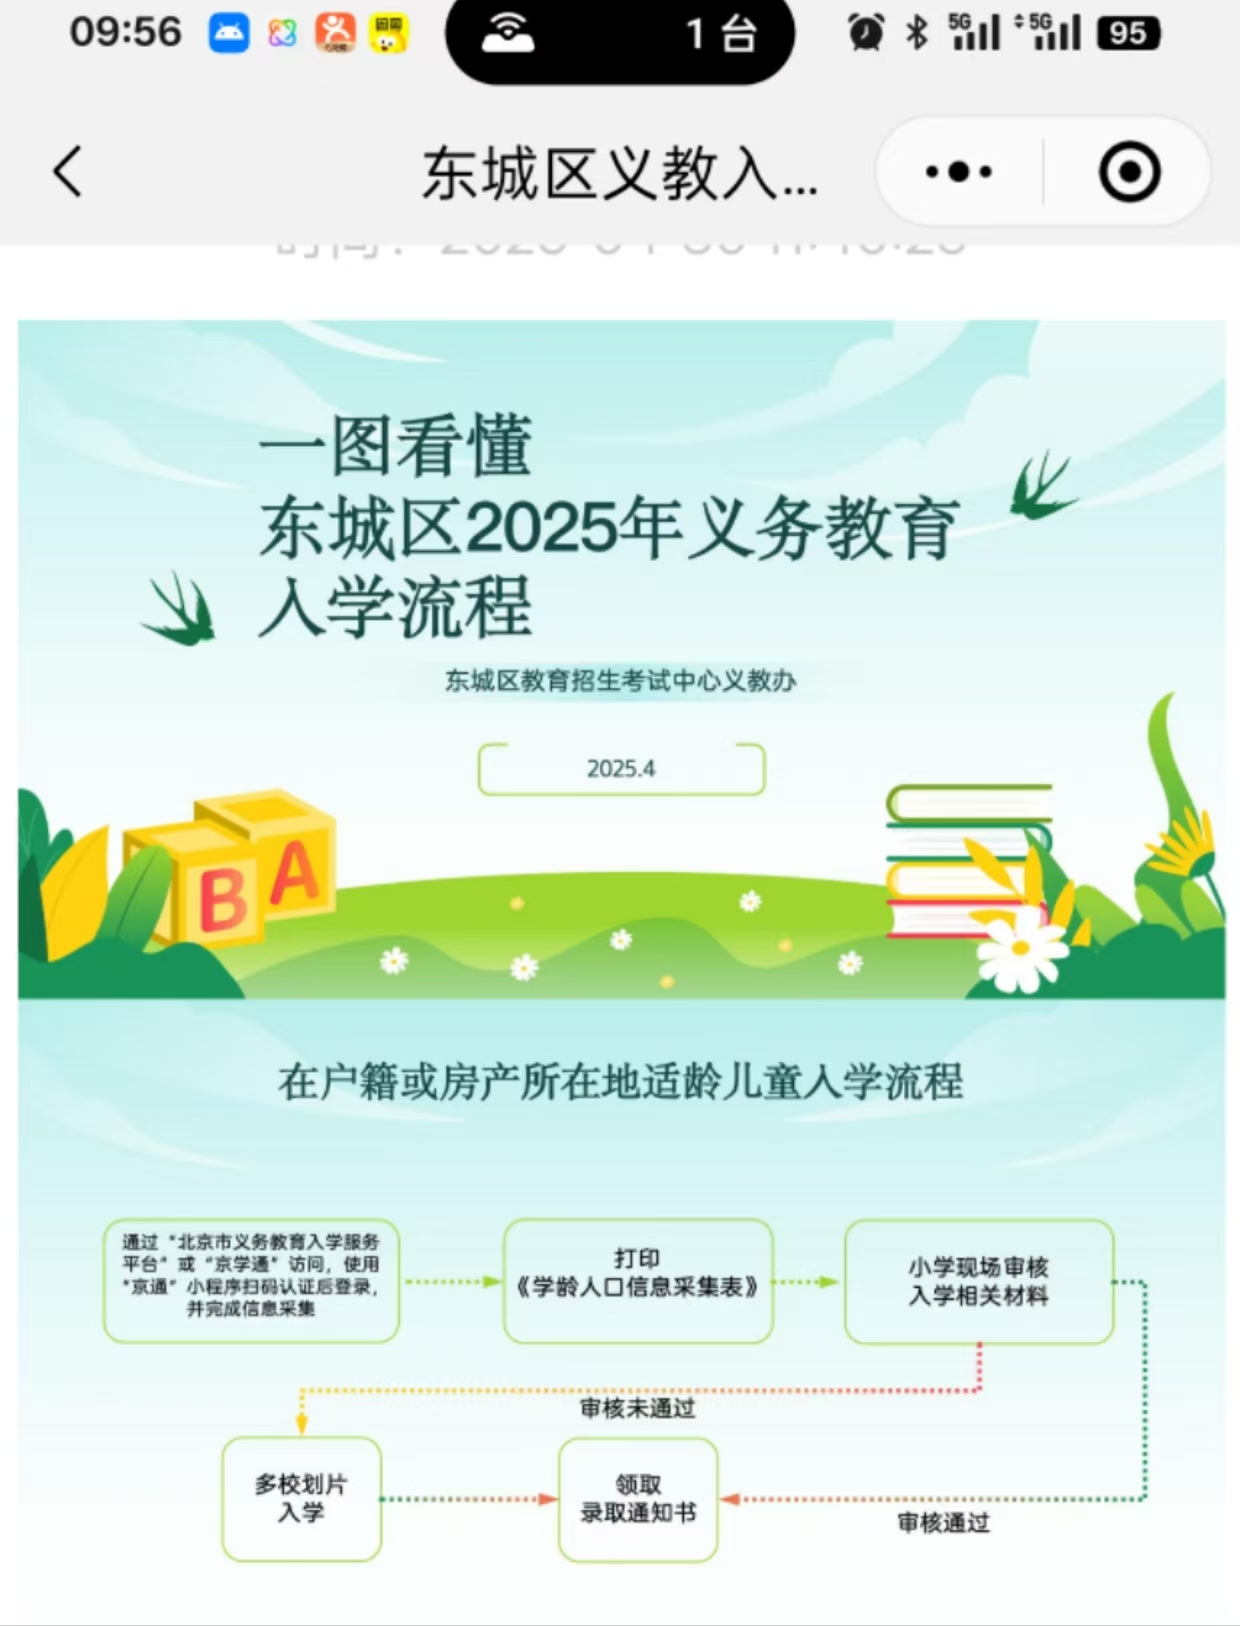 09:56
1 台
5G
5G
95
东城区义教入...
一图看懂
东城区2025年义务教育
入学流程
东城区教育招生考试中心义教办
2025.4
B
A
在户籍或房产所在地适龄儿童入学流程
通过“北京市义务教育入学服务
平台”或“京学通”访问，使用
“京通”小程序扫码认证后登录，
并完成信息采集
打印
《学龄人口信息采集表》
小学现场审核
入学相关材料
审核未通过
多校划片
入学
领取
录取通知书
审核通过